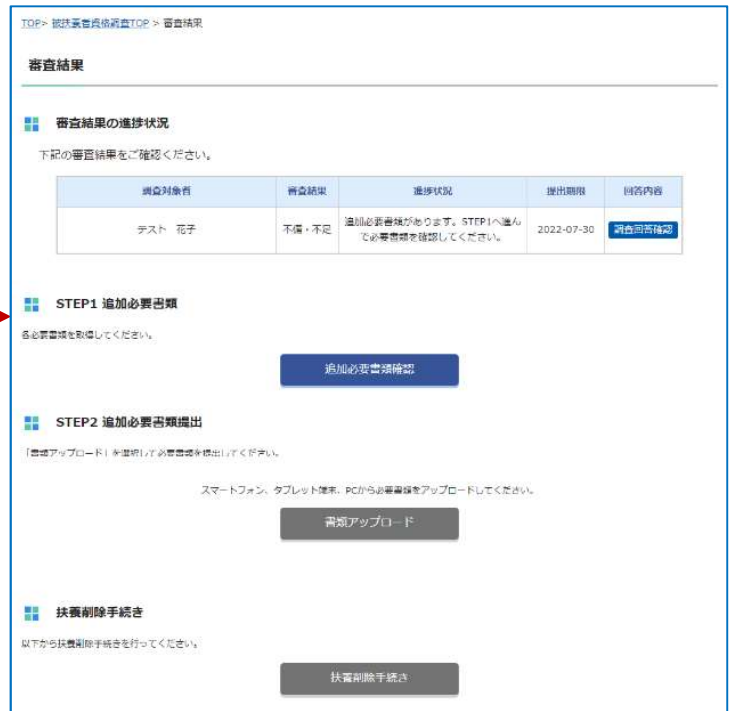 TOP> 被扶養者資格調査TOP > 審査結果
審査結果
審査結果の進捗状況
下記の審査結果をご確認ください。
調査対象者 審査結果 進捗状況 提出期限 回答内容
テスト 花子 不備・不足 追加必要書類があります。STEP1へ進ん 2022-07-30 調査回答確認
で必要書類を確認してください。
STEP1 追加必要書類
各必要書類を取得してください。
追加必要書類確認
STEP2 追加必要書類提出
「書類アップロード」を選択して必要書類を提出してください。
スマートフォン、タブレット端末、PCから必要書類をアップロードしてください。
書類アップロード
扶養削除手続き
以下から扶養削除手続きを行ってください。
扶養削除手続き